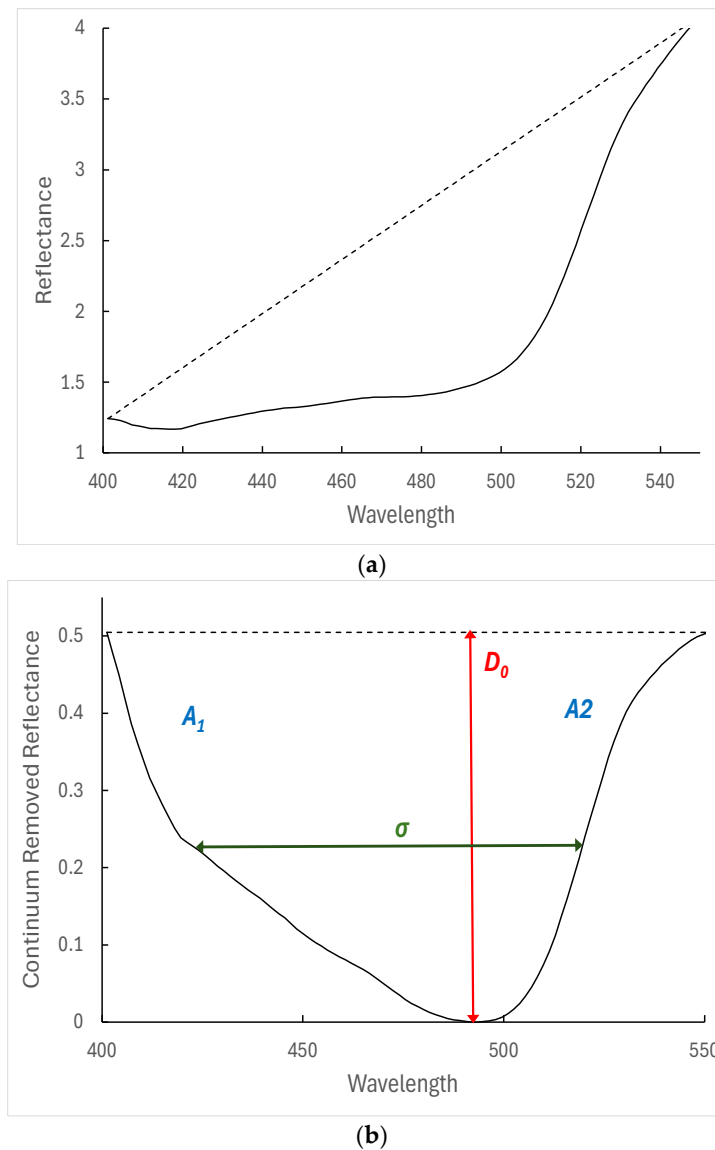 4
3.5
3
2.5
2
1.5
1
Reflectance
400 420 440 460 480 500 520 540
Wavelength
(a)
0.5
0.4
0.3
0.2
0.1
0
Continuum Removed Reflectance
D₀
A₁
A2
σ
400 450 500 550
Wavelength
(b)